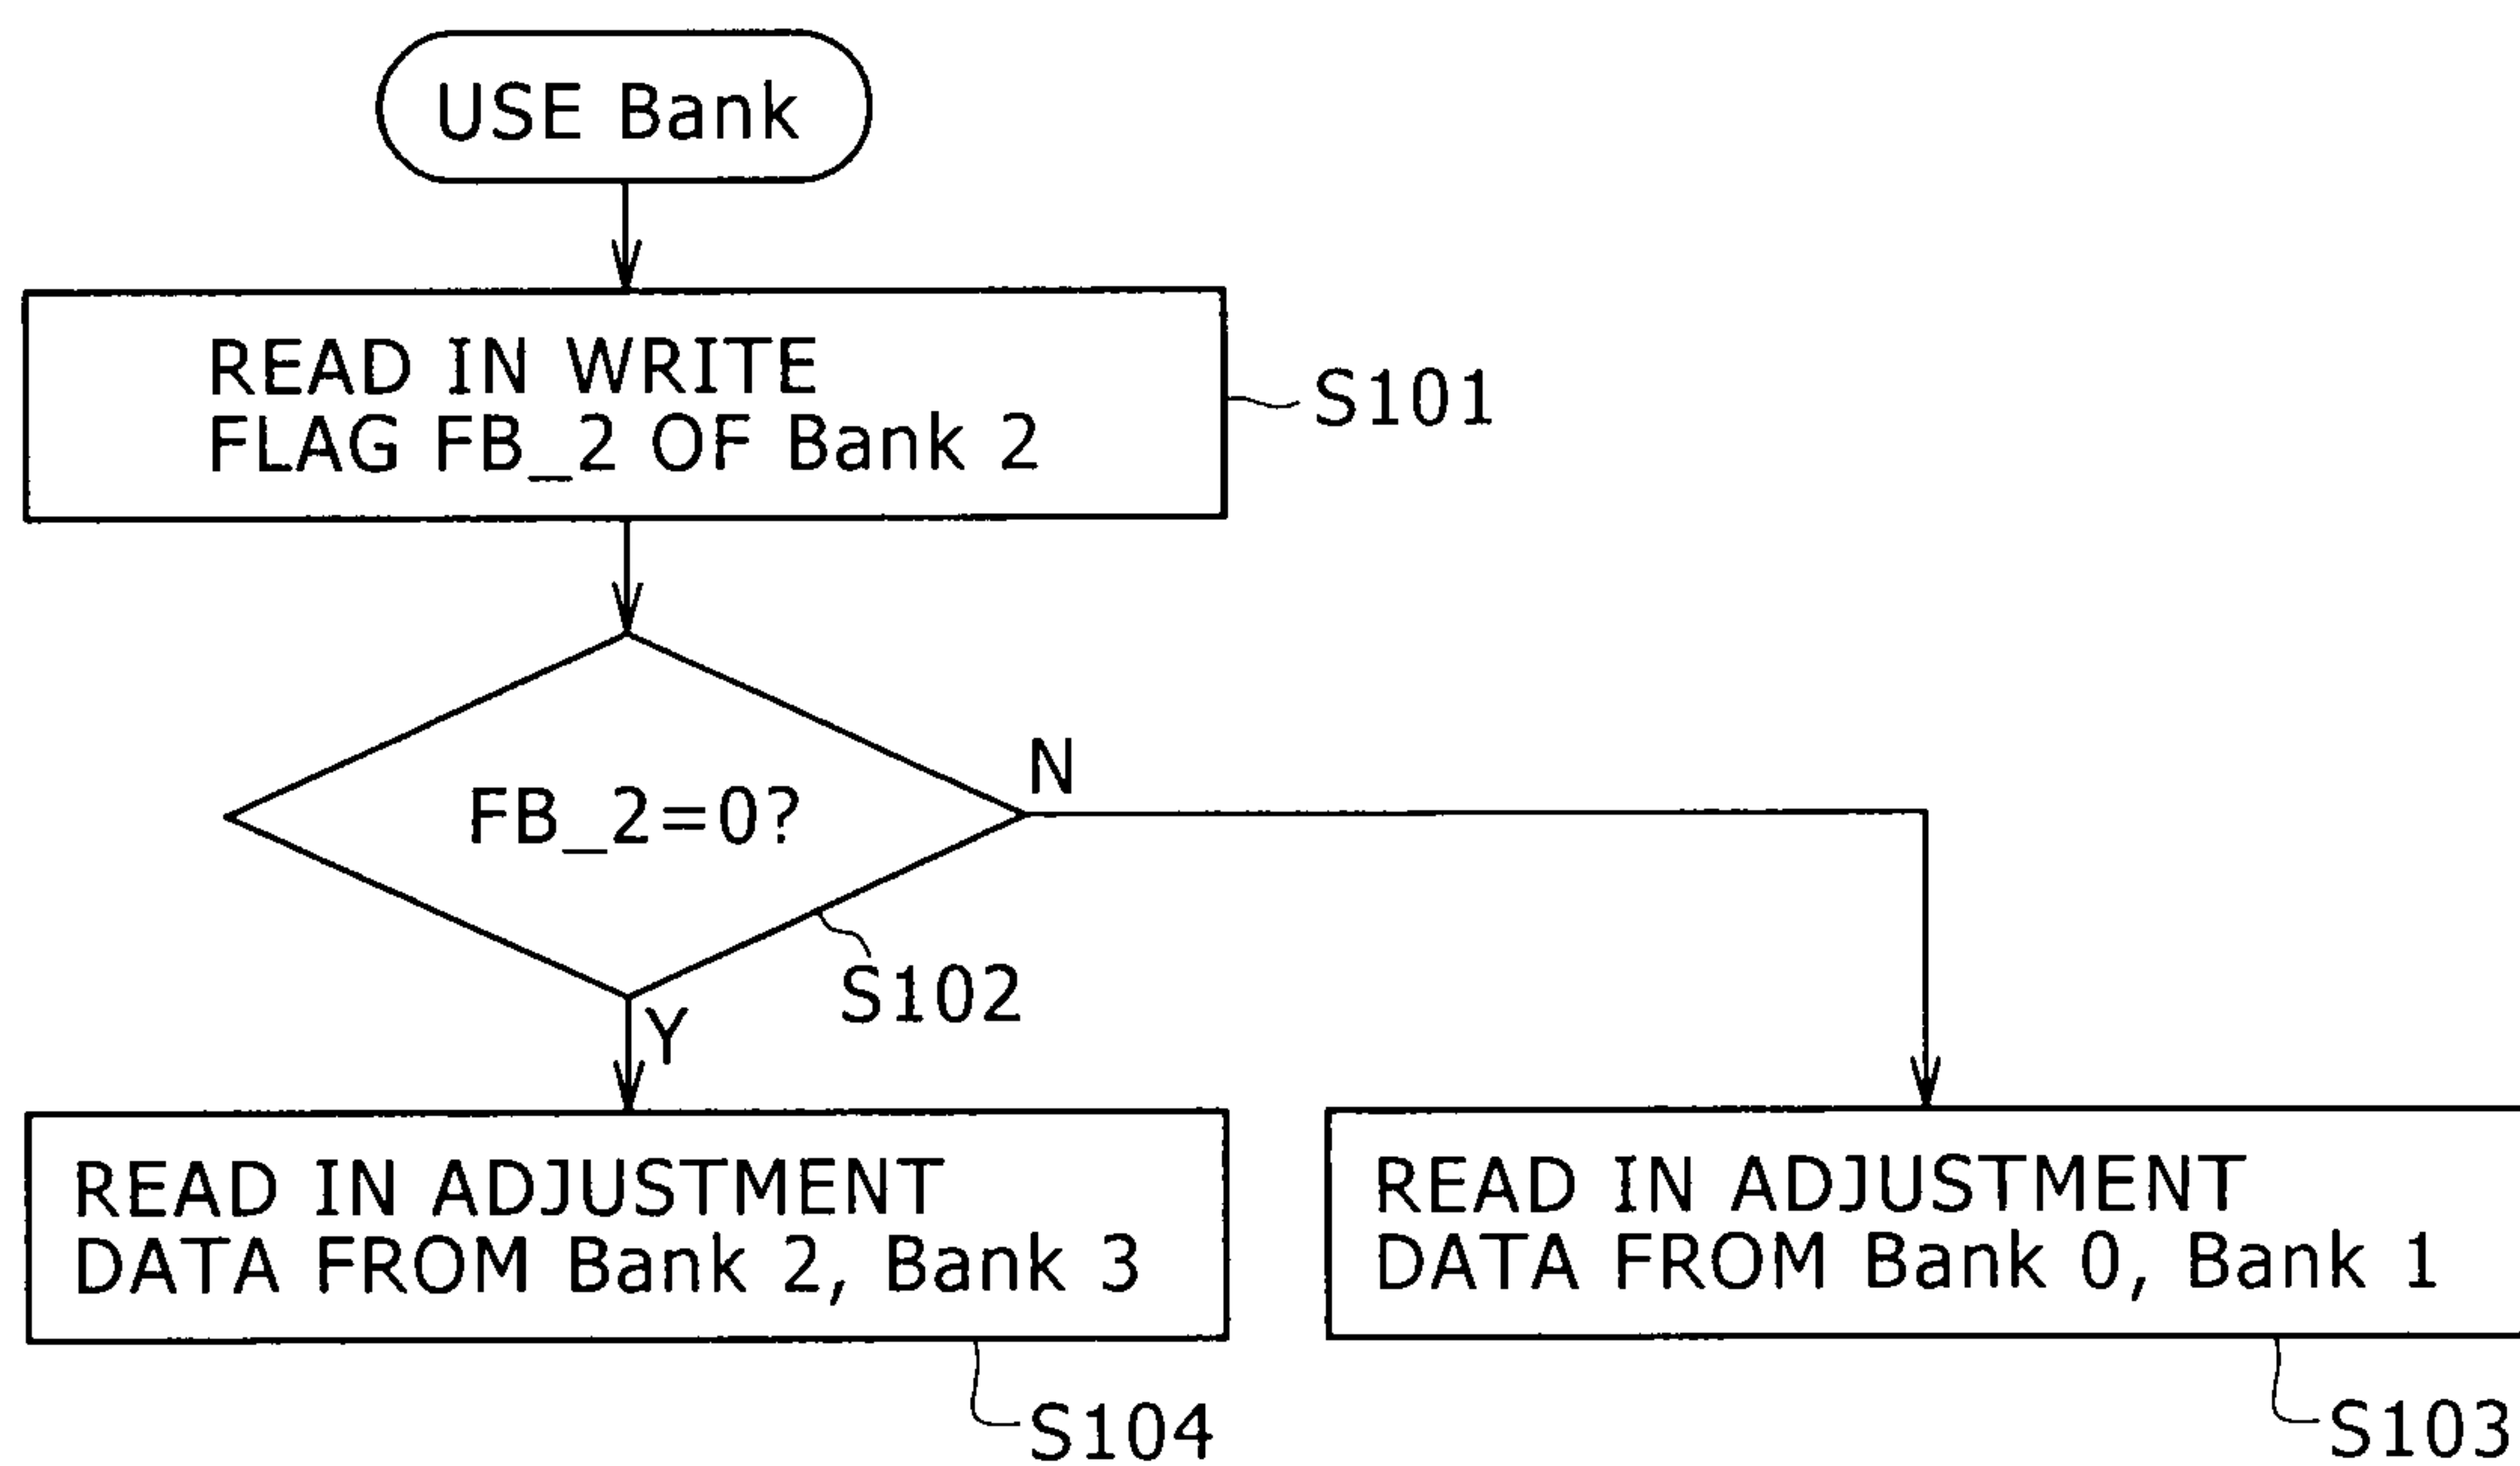 USE Bank
READ IN WRITE
FLAG FB_2 OF Bank 2
S101
FB_2=0?
N
S102
Y
READ IN ADJUSTMENT
DATA FROM Bank 2, Bank 3
S104
READ IN ADJUSTMENT
DATA FROM Bank 0, Bank 1
S103